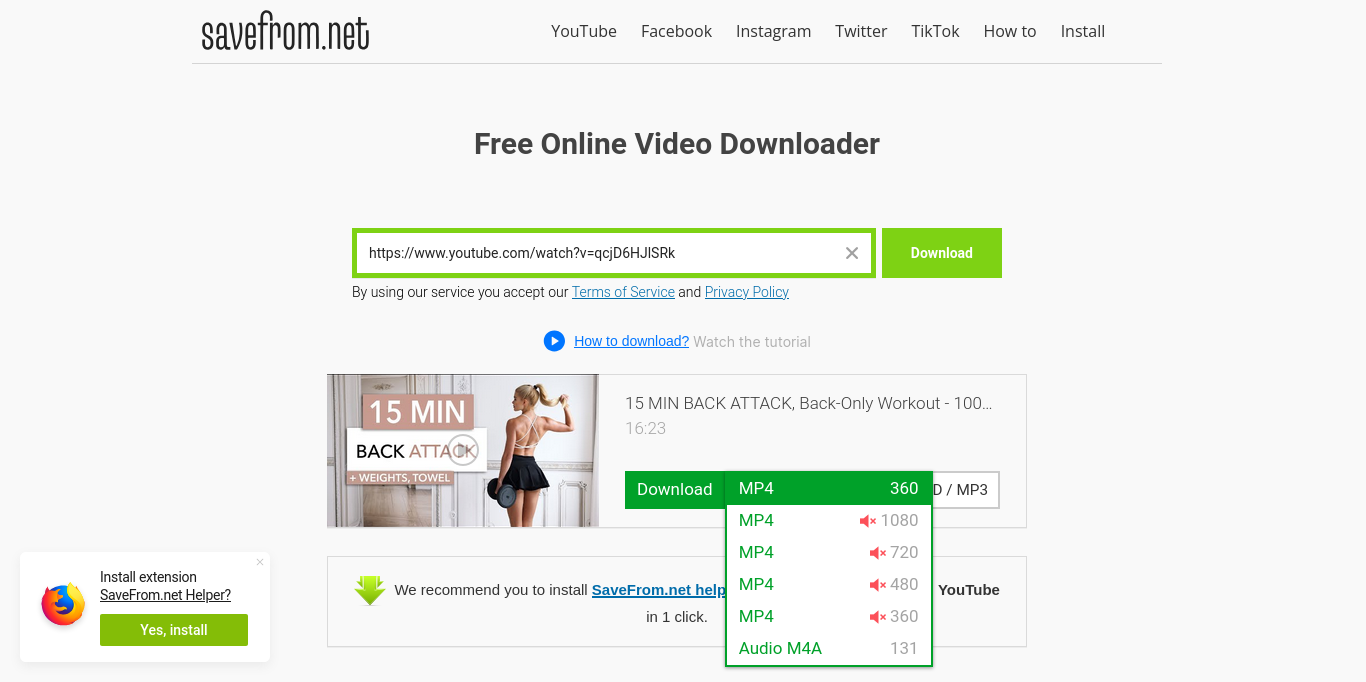 savefrom.net
YouTube Facebook Instagram Twitter TikTok How to Install
Free Online Video Downloader
https://www.youtube.com/watch?v=qcjD6HJlSRk
Download
By using our service you accept our Terms of Service and Privacy Policy
How to download? Watch the tutorial
15 MIN
BACK ATTACK
+ WEIGHTS, TOWEL
15 MIN BACK ATTACK, Back-Only Workout - 100...
16:23
Download
MP4 360
MP4 1080
MP4 720
MP4 480
MP4 360
Audio M4A 131
D / MP3
We recommend you to install SaveFrom.net help
YouTube
in 1 click.
Install extension
SaveFrom.net Helper?
Yes, install